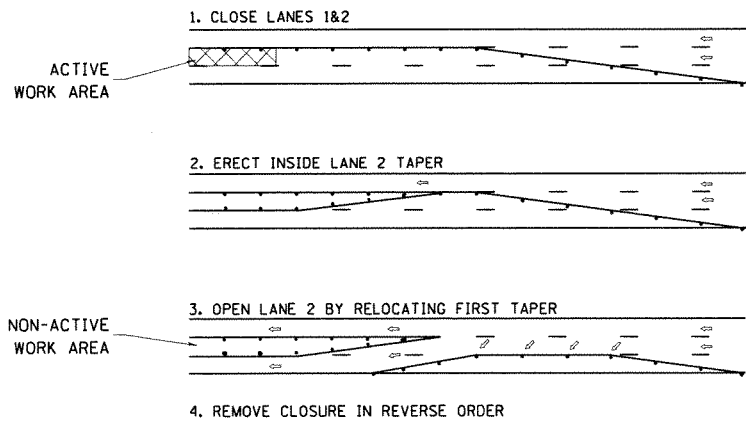 1. CLOSE LANES 1&2
ACTIVE
WORK AREA
2. ERECT INSIDE LANE 2 TAPER
3. OPEN LANE 2 BY RELOCATING FIRST TAPER
NON-ACTIVE
WORK AREA
4. REMOVE CLOSURE IN REVERSE ORDER